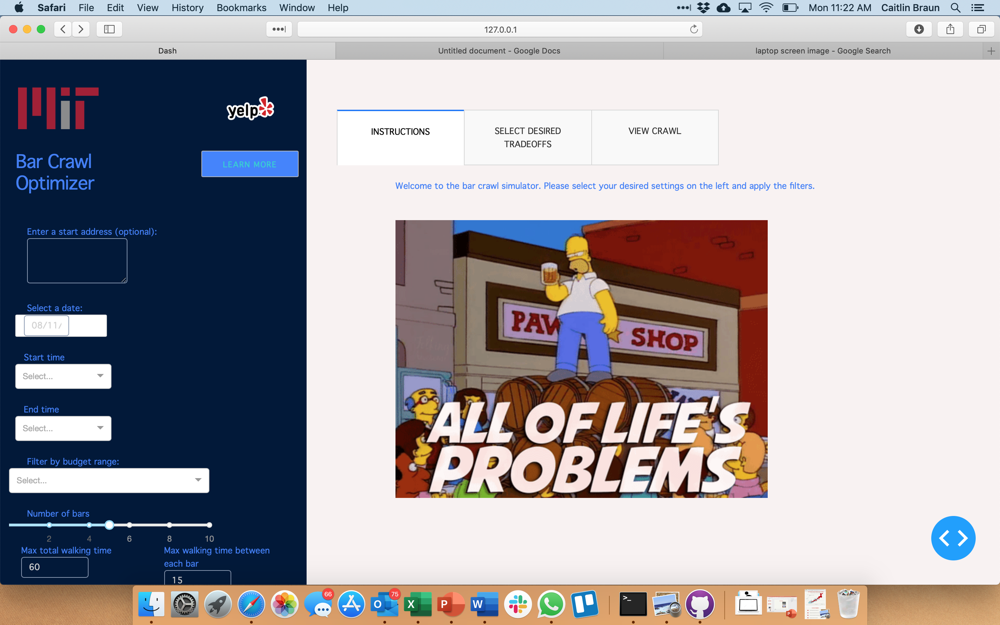 Safari File Edit View History Bookmarks Window Help Mon 11:22 AM Caitlin Braun
127.0.0.1
Dash Untitled document - Google Docs laptop screen image - Google Search
MIT
yelp
Bar Crawl
Optimizer
LEARN MORE
Enter a start address (optional):
Select a date:
08/11/
Start time
Select...
End time
Select...
Filter by budget range:
Select...
Number of bars
2 4 6 8 10
Max total walking time
60
Max walking time between
each bar
15
INSTRUCTIONS
SELECT DESIRED
TRADEOFFS
VIEW CRAWL
Welcome to the bar crawl simulator. Please select your desired settings on the left and apply the filters.
PAW SHOP
ALL OF LIFE'S
PROBLEMS
66
75
O
X
P
W
>_
P